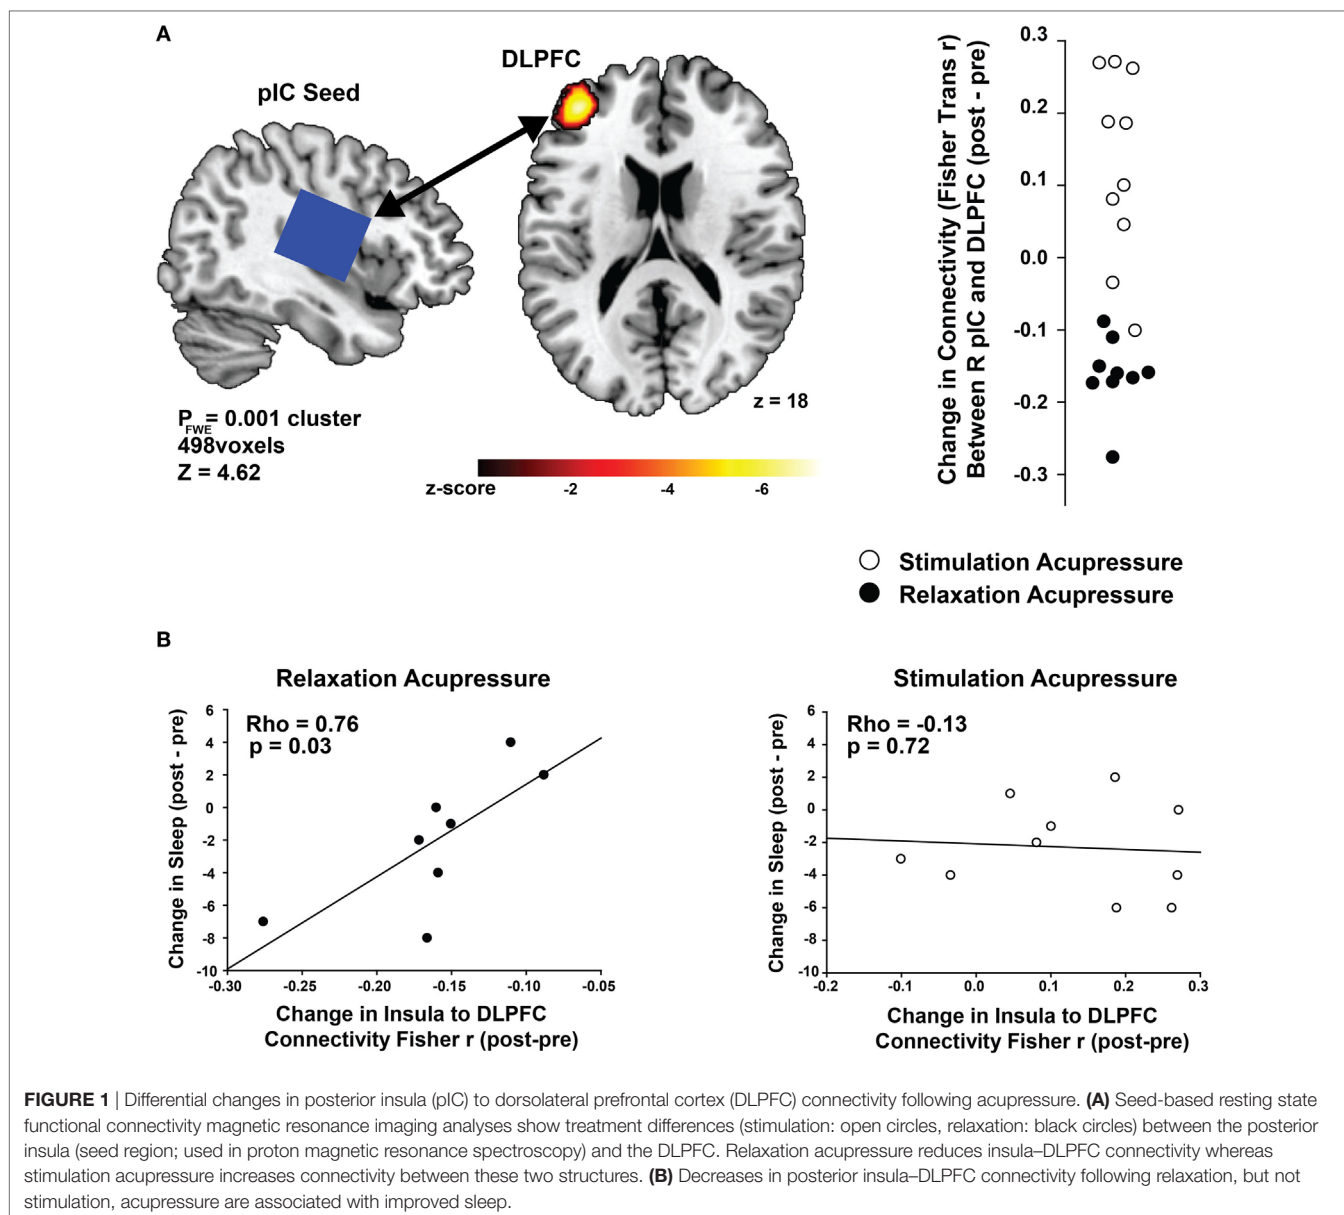 A
pIC Seed
DLPFC
P FWE = 0.001 cluster
498voxels
Z = 4.62
z = 18
z-score -2 -4 -6
Change in Connectivity (Fisher Trans r)
Between R pIC and DLPFC (post - pre)
0.3
0.2
0.1
0.0
-0.1
-0.2
-0.3
Stimulation Acupressure
Relaxation Acupressure
B
Relaxation Acupressure
Rho = 0.76
p = 0.03
Change in Sleep (post - pre)
6
4
2
0
-2
-4
-6
-8
-10
-0.30 -0.25 -0.20 -0.15 -0.10 -0.05
Change in Insula to DLPFC
Connectivity Fisher r (post-pre)
Stimulation Acupressure
Rho = -0.13
p = 0.72
Change in Sleep (post - pre)
6
4
2
0
-2
-4
-6
-8
-10
-0.2 -0.1 0.0 0.1 0.2 0.3
Change in Insula to DLPFC
Connectivity Fisher r (post-pre)
FIGURE 1 | Differential changes in posterior insula (pIC) to dorsolateral prefrontal cortex (DLPFC) connectivity following acupressure. (A) Seed-based resting state
functional connectivity magnetic resonance imaging analyses show treatment differences (stimulation: open circles, relaxation: black circles) between the posterior
insula (seed region; used in proton magnetic resonance spectroscopy) and the DLPFC. Relaxation acupressure reduces insula–DLPFC connectivity whereas
stimulation acupressure increases connectivity between these two structures. (B) Decreases in posterior insula–DLPFC connectivity following relaxation, but not
stimulation, acupressure are associated with improved sleep.